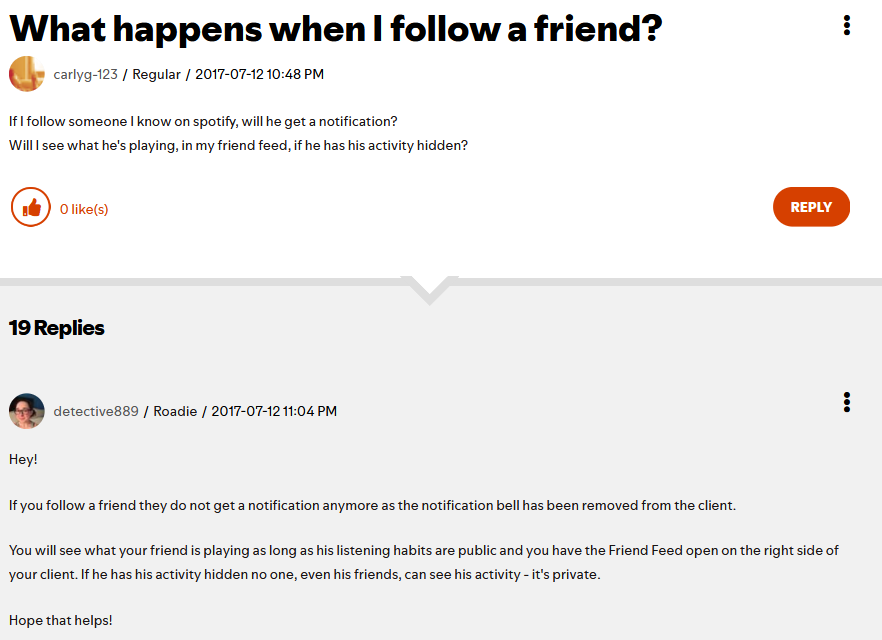 What happens when I follow a friend?
carlyg-123 / Regular / 2017-07-12 10:48 PM
If I follow someone I know on spotify, will he get a notification?
Will I see what he's playing, in my friend feed, if he has his activity hidden?
0 like(s)
REPLY
19 Replies
detective889 / Roadie / 2017-07-12 11:04 PM
Hey!
If you follow a friend they do not get a notification anymore as the notification bell has been removed from the client.
You will see what your friend is playing as long as his listening habits are public and you have the Friend Feed open on the right side of
your client. If he has his activity hidden no one, even his friends, can see his activity - it's private.
Hope that helps!